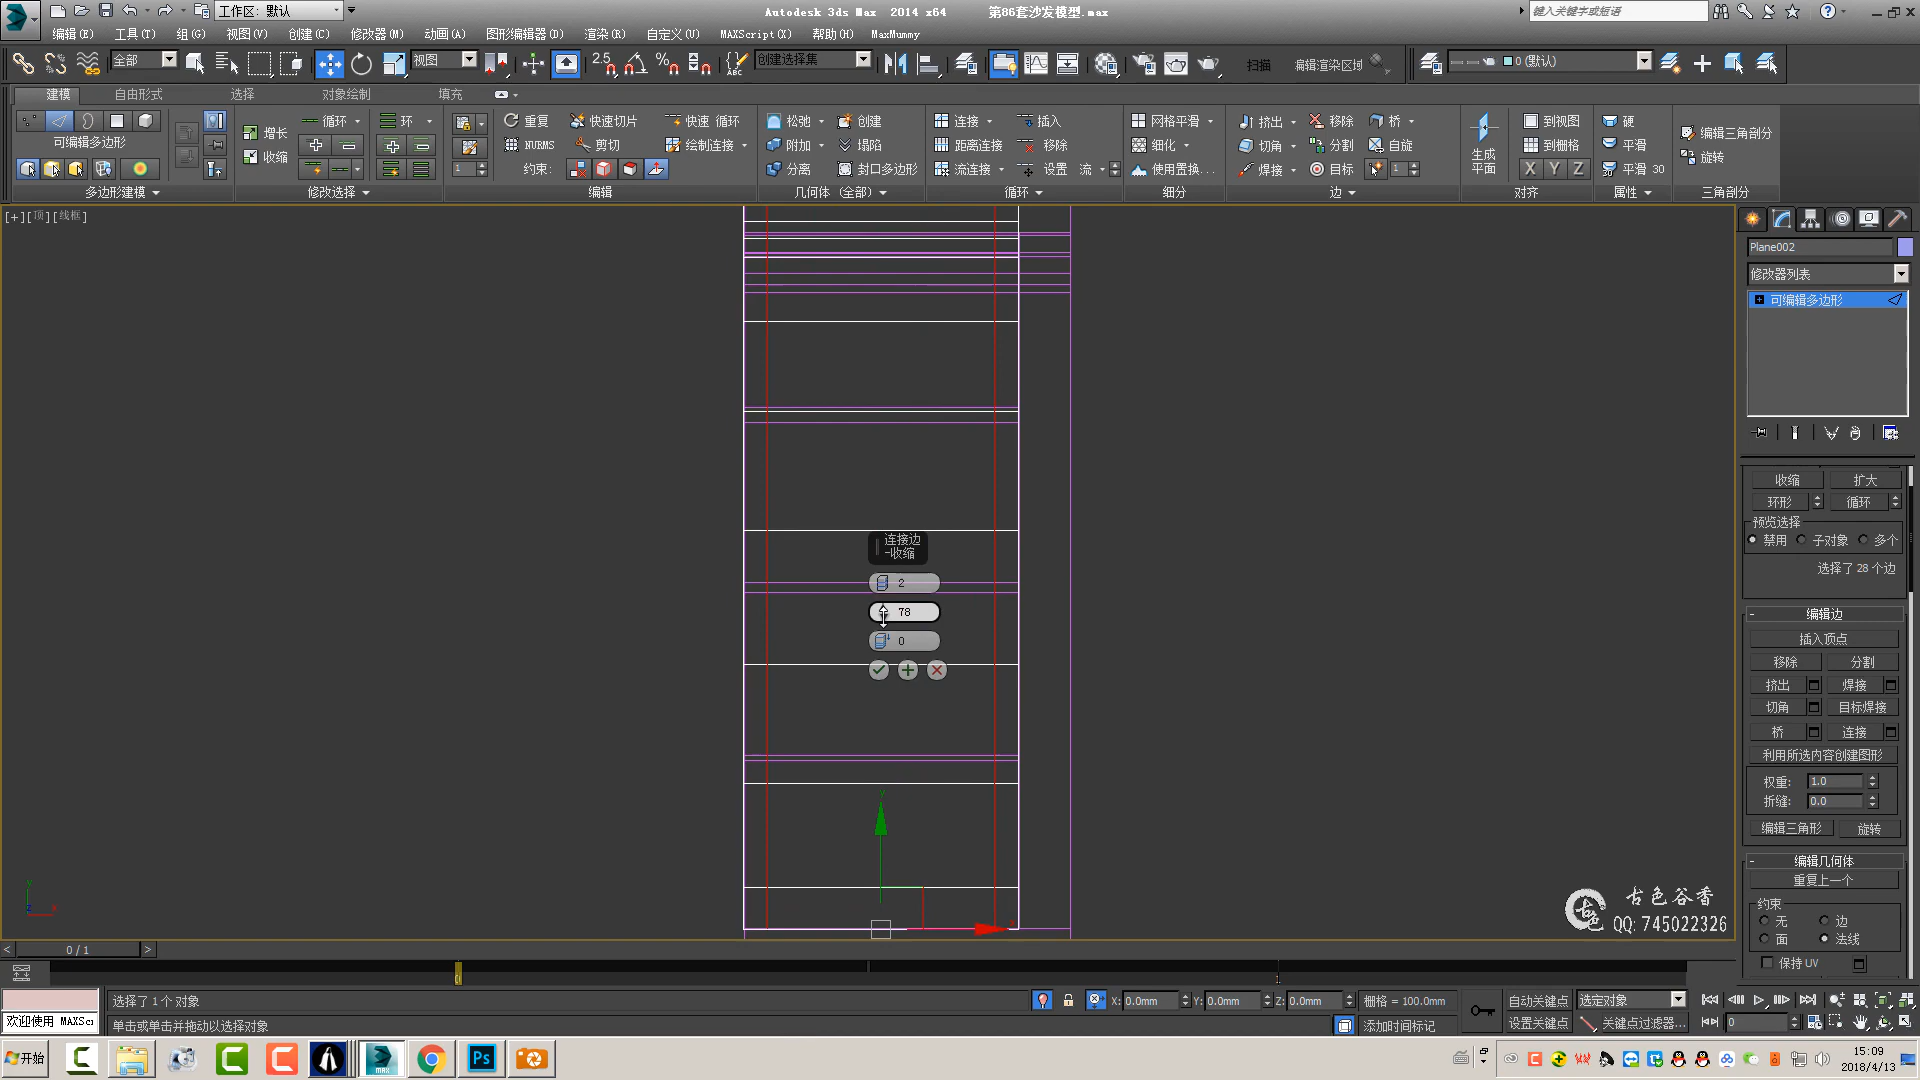 工作区: 默认
Autodesk 3ds Max 2014 x64 第86套沙发模型.max
键入关键字或短语
编辑(E) 工具(T) 组(G) 视图(V) 创建(C) 修改器(M) 动画(A) 图形编辑器(D) 渲染(R) 自定义(U) MAXScript(X) 帮助(H) MaxMummy
全部 视图 2.5 创建选择集 扫描 编辑渲染区域 0 (默认)
建模 自由形式 选择 对象绘制 填充
循环 环 重复 快速切片 快速 循环 松弛 创建 连接 插入 网格平滑 挤出 移除 桥 到视图 硬
增长 编辑三角剖分
可编辑多边形 NURMS 剪切 绘制连接 附加 塌陷 距离连接 移除 细化 切角 分割 自旋 生成平面 到栅格 平滑
收缩 旋转
1 约束: 分离 封口多边形 流连接 设置 流 使用置换... 焊接 目标 1 X Y Z 平滑 30
多边形建模 修改选择 编辑 几何体 (全部) 循环 细分 边 对齐 属性 三角剖分
[+][顶][线框]
Plane002
修改器列表
可编辑多边形
收缩 扩大
环形 循环
预览选择
禁用 子对象 多个
选择了 28 个边
编辑边
插入顶点
移除 分割
挤出 焊接
切角 目标焊接
桥 连接
利用所选内容创建图形
权重: 1.0
折缝: 0.0
编辑三角形 旋转
编辑几何体
重复上一个
约束
无 边
面 法线
保持 UV
连接边
-收缩
2
78
0
古色谷香
QQ: 745022326
0 / 1
选择了 1 个 对象
X: 0.0mm Y: 0.0mm Z: 0.0mm 栅格 = 100.0mm
自动关键点 选定对象
欢迎使用 MAXSc
单击或单击并拖动以选择对象
添加时间标记
设置关键点 关键点过滤器... 0
开始
MAX
Ps
15:09
2018/4/13